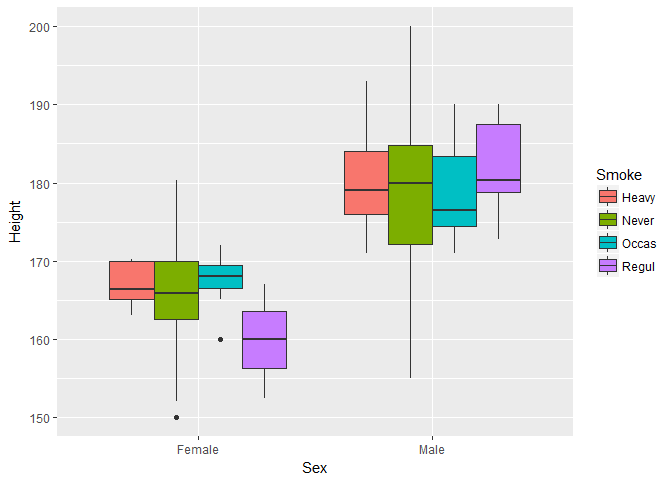 200
190
180
170
160
150
Height
Female Male
Sex
Smoke
Heavy
Never
Occas
Regul